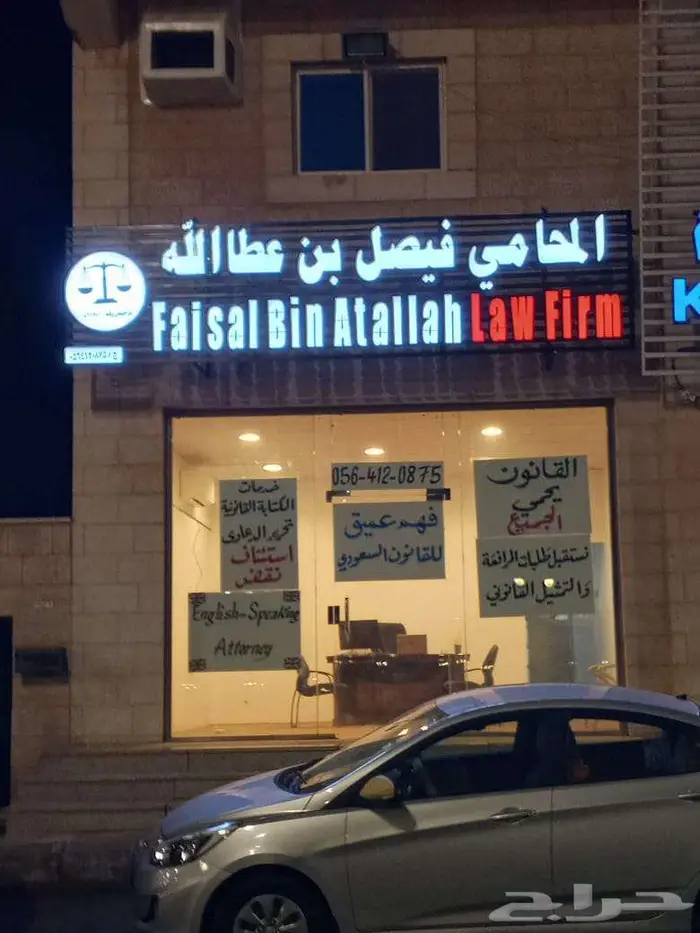 المحامي فيصل بن عطاالله
Faisal Bin Atallah Law Firm
K
خدمات
الكتابة القانونية
تحرير الدعاوى
استئناف
نقض
English-Speaking
Attorney
056-412-0875
فهم عميق
للقانون السعودي
القانون
يحمي
الجميع
نستقبل طلبات المرافعة
والتمثيل القانوني
حراج